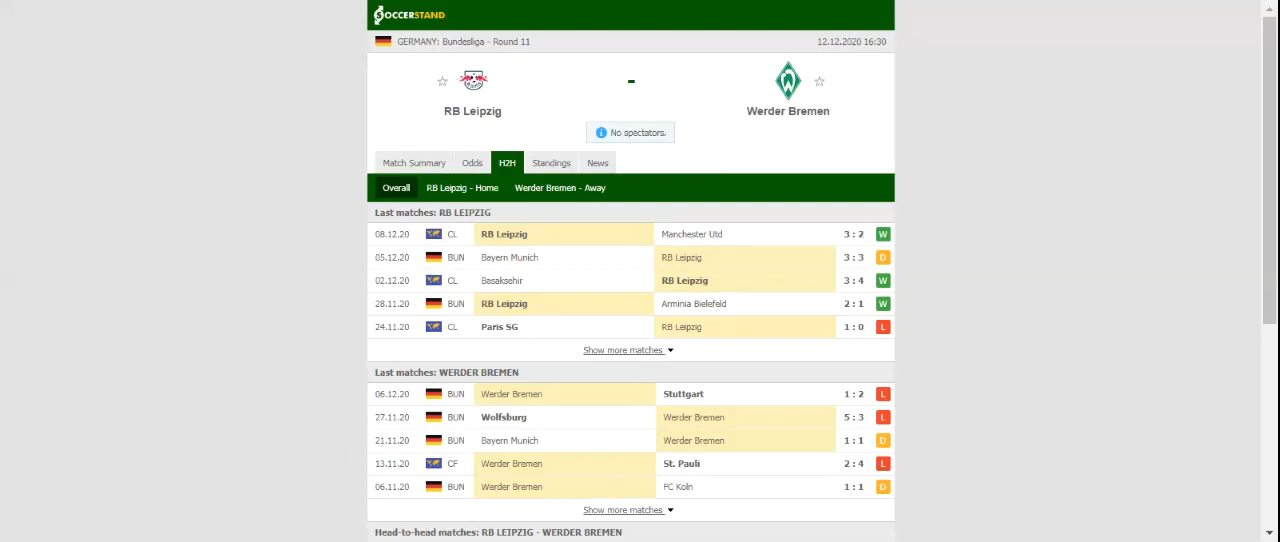 SOCCERSTAND
GERMANY: Bundesliga - Round 11 12.12.2020 16:30
-
RB Leipzig Werder Bremen
No spectators.
Match Summary Odds H2H Standings News
Overall RB Leipzig - Home Werder Bremen - Away
Last matches: RB LEIPZIG
08.12.20 CL RB Leipzig Manchester Utd 3 : 2 W
05.12.20 BUN Bayern Munich RB Leipzig 3 : 3 D
02.12.20 CL Basaksehir RB Leipzig 3 : 4 W
28.11.20 BUN RB Leipzig Arminia Bielefeld 2 : 1 W
24.11.20 CL Paris SG RB Leipzig 1 : 0 L
Show more matches
Last matches: WERDER BREMEN
06.12.20 BUN Werder Bremen Stuttgart 1 : 2 L
27.11.20 BUN Wolfsburg Werder Bremen 5 : 3 L
21.11.20 BUN Bayern Munich Werder Bremen 1 : 1 D
13.11.20 CF Werder Bremen St. Pauli 2 : 4 L
06.11.20 BUN Werder Bremen FC Koln 1 : 1 D
Show more matches
Head-to-head matches: RB LEIPZIG - WERDER BREMEN